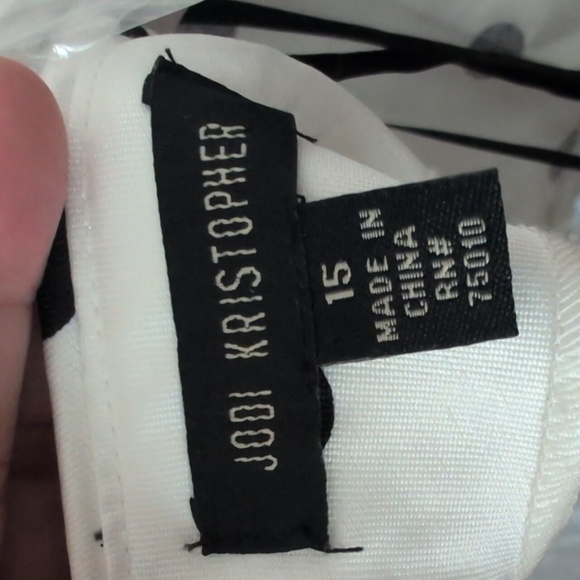 JODI KRISTOPHER
15
MADE IN
CHINA
RN#
75010